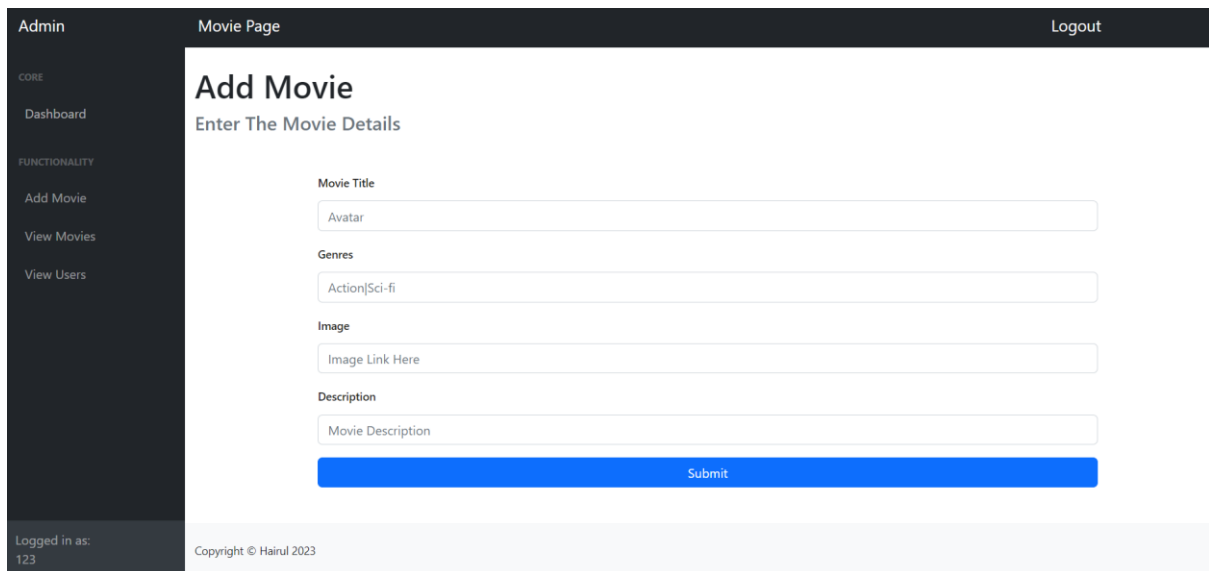 Admin
Movie Page
Logout
CORE
Dashboard
FUNCTIONALITY
Add Movie
View Movies
View Users
Logged in as:
123
Add Movie
Enter The Movie Details
Movie Title
Avatar
Genres
Action|Sci-fi
Image
Image Link Here
Description
Movie Description
Submit
Copyright © Hairul 2023